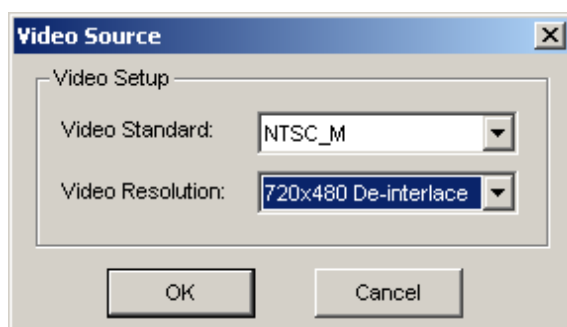 Video Source
Video Setup
Video Standard: NTSC_M
Video Resolution: 720x480 De-interlace
OK Cancel